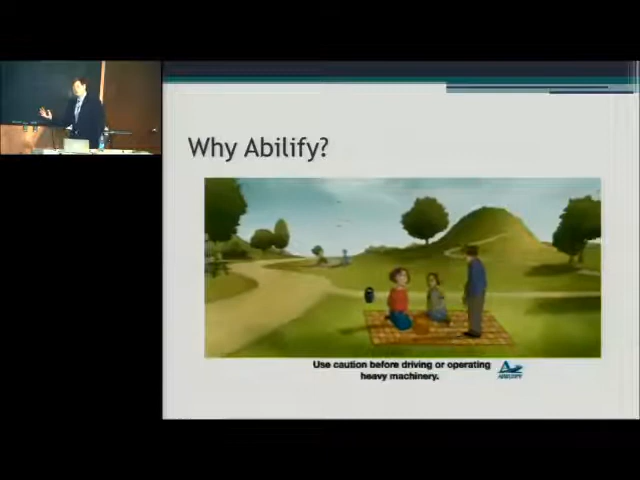 Why Abilify?
Use caution before driving or operating
heavy machinery.
ABILIFY